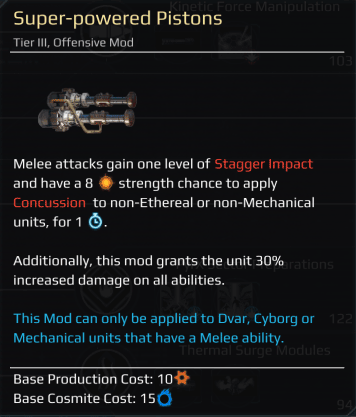 Kinetic Force Manipulation
Super-powered Pistons
Tier III, Offensive Mod
103
Melee attacks gain one level of Stagger Impact
and have a 8 strength chance to apply
Concussion to non-Ethereal or non-Mechanical
units, for 1 .
Additionally, this mod grants the unit 30%
increased damage on all abilities.
This Mod can only be applied to Dvar, Cyborg or
122
Mechanical units that have a Melee ability.
Thermal Surge Modules
Base Production Cost: 10
Base Cosmite Cost: 15
94